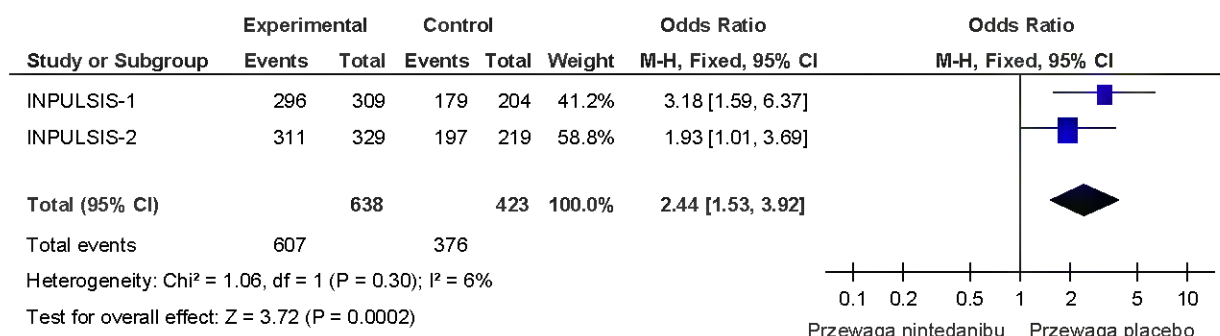 Experimental Control Odds Ratio Odds Ratio
Study or Subgroup Events Total Events Total Weight M-H, Fixed, 95% CI M-H, Fixed, 95% CI
INPULSIS-1 296 309 179 204 41.2% 3.18 [1.59, 6.37]
INPULSIS-2 311 329 197 219 58.8% 1.93 [1.01, 3.69]
Total (95% CI) 638 423 100.0% 2.44 [1.53, 3.92]
Total events 607 376
Heterogeneity: Chi² = 1.06, df = 1 (P = 0.30); I² = 6%
Test for overall effect: Z = 3.72 (P = 0.0002)
0.1 0.2 0.5 1 2 5 10
Przewaga nintedanibu Przewaga placebo